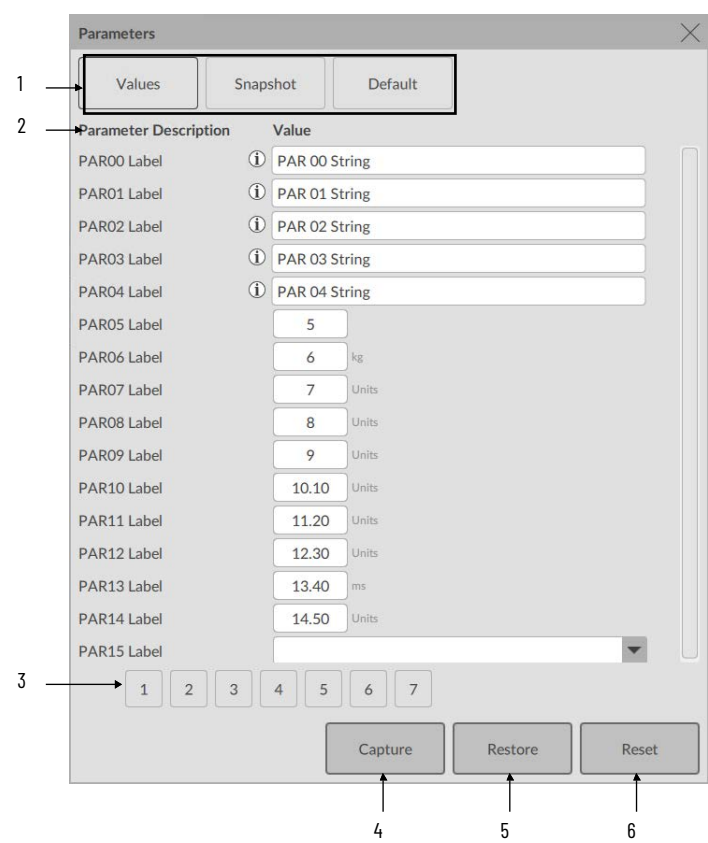 Parameters
1
Values Snapshot Default
2
Parameter Description Value
PAR00 Label i PAR 00 String
PAR01 Label i PAR 01 String
PAR02 Label i PAR 02 String
PAR03 Label i PAR 03 String
PAR04 Label i PAR 04 String
PAR05 Label 5
PAR06 Label 6 kg
PAR07 Label 7 Units
PAR08 Label 8 Units
PAR09 Label 9 Units
PAR10 Label 10.10 Units
PAR11 Label 11.20 Units
PAR12 Label 12.30 Units
PAR13 Label 13.40 ms
PAR14 Label 14.50 Units
PAR15 Label
3
1 2 3 4 5 6 7
Capture Restore Reset
4 5 6